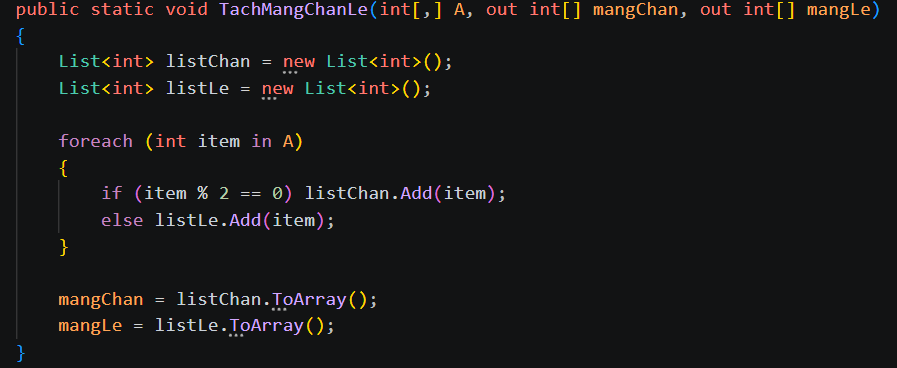 public static void TachMangChanLe(int[,] A, out int[] mangChan, out int[] mangLe)
{
    List<int> listChan = new List<int>();
    List<int> listLe = new List<int>();

    foreach (int item in A)
    {
        if (item % 2 == 0) listChan.Add(item);
        else listLe.Add(item);
    }

    mangChan = listChan.ToArray();
    mangLe = listLe.ToArray();
}